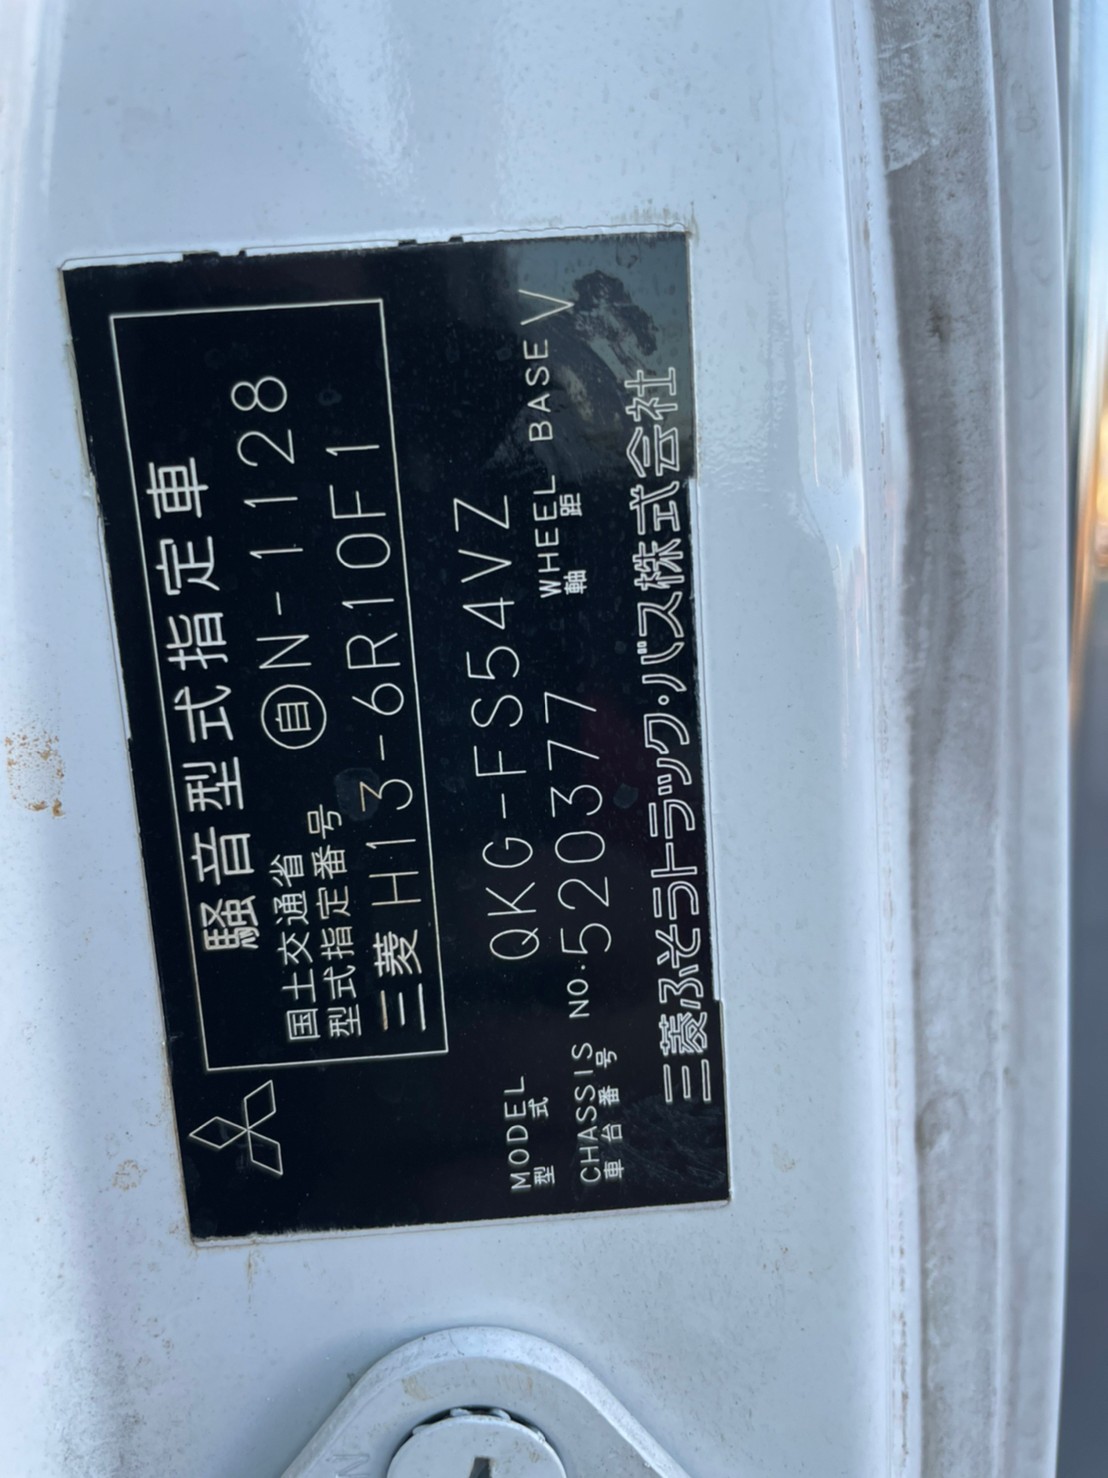 騒音型式指定車
国土交通省
型式指定番号
自 N-1128
三菱 H13-6R10F1
MODEL
型式
QKG-FS54VZ
CHASSIS NO.
車台番号
520377
WHEEL BASE
軸距
V
三菱ふそうトラック・バス株式会社